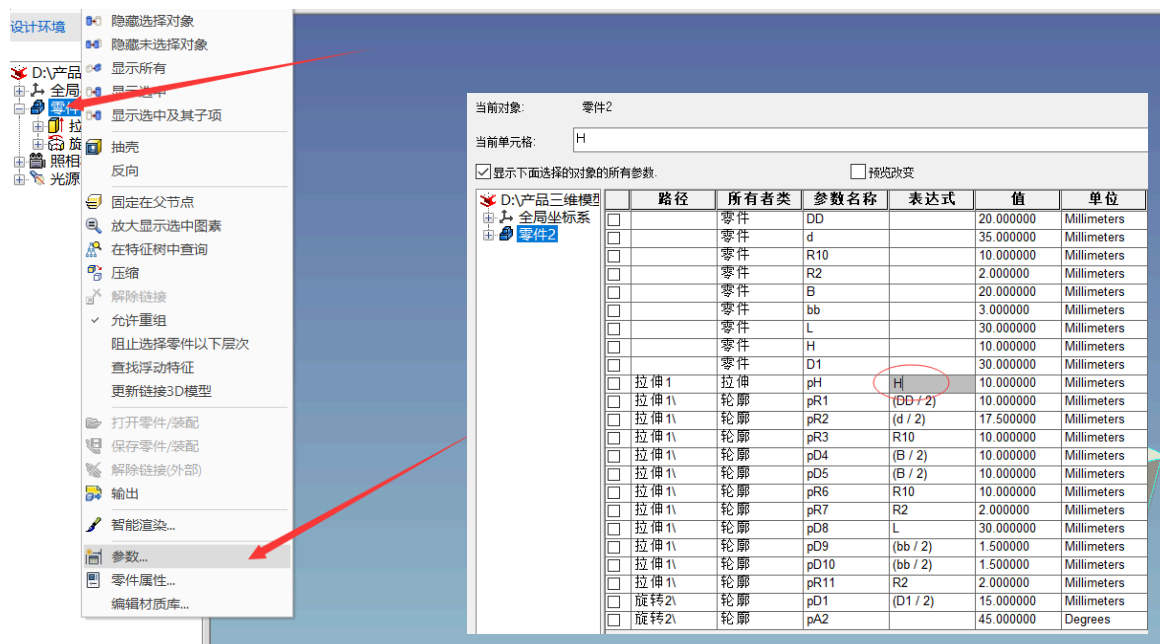 设计环境
D:\产品
全局
零件
拉
旋
照相
光源
隐藏选择对象
隐藏未选择对象
显示所有
显示选中
显示选中及其子项
抽壳
反向
固定在父节点
放大显示选中图素
在特征树中查询
压缩
解除链接
允许重组
阻止选择零件以下层次
查找浮动特征
更新链接3D模型
打开零件/装配
保存零件/装配
解除链接(外部)
输出
智能渲染...
参数...
零件属性...
编辑材质库...
当前对象: 零件2
当前单元格: H
显示下面选择的对象的所有参数. 预览改变
D:\产品三维模型
全局坐标系
零件2
路径 所有者类 参数名称 表达式 值 单位
零件 DD 20.000000 Millimeters
零件 d 35.000000 Millimeters
零件 R10 10.000000 Millimeters
零件 R2 2.000000 Millimeters
零件 B 20.000000 Millimeters
零件 bb 3.000000 Millimeters
零件 L 30.000000 Millimeters
零件 H 10.000000 Millimeters
零件 D1 30.000000 Millimeters
拉伸1 拉伸 pH H 10.000000 Millimeters
拉伸1\ 轮廓 pR1 (DD / 2) 10.000000 Millimeters
拉伸1\ 轮廓 pR2 (d / 2) 17.500000 Millimeters
拉伸1\ 轮廓 pR3 R10 10.000000 Millimeters
拉伸1\ 轮廓 pD4 (B / 2) 10.000000 Millimeters
拉伸1\ 轮廓 pD5 (B / 2) 10.000000 Millimeters
拉伸1\ 轮廓 pR6 R10 10.000000 Millimeters
拉伸1\ 轮廓 pR7 R2 2.000000 Millimeters
拉伸1\ 轮廓 pD8 L 30.000000 Millimeters
拉伸1\ 轮廓 pD9 (bb / 2) 1.500000 Millimeters
拉伸1\ 轮廓 pD10 (bb / 2) 1.500000 Millimeters
拉伸1\ 轮廓 pR11 R2 2.000000 Millimeters
旋转2\ 轮廓 pD1 (D1 / 2) 15.000000 Millimeters
旋转2\ 轮廓 pA2 45.000000 Degrees